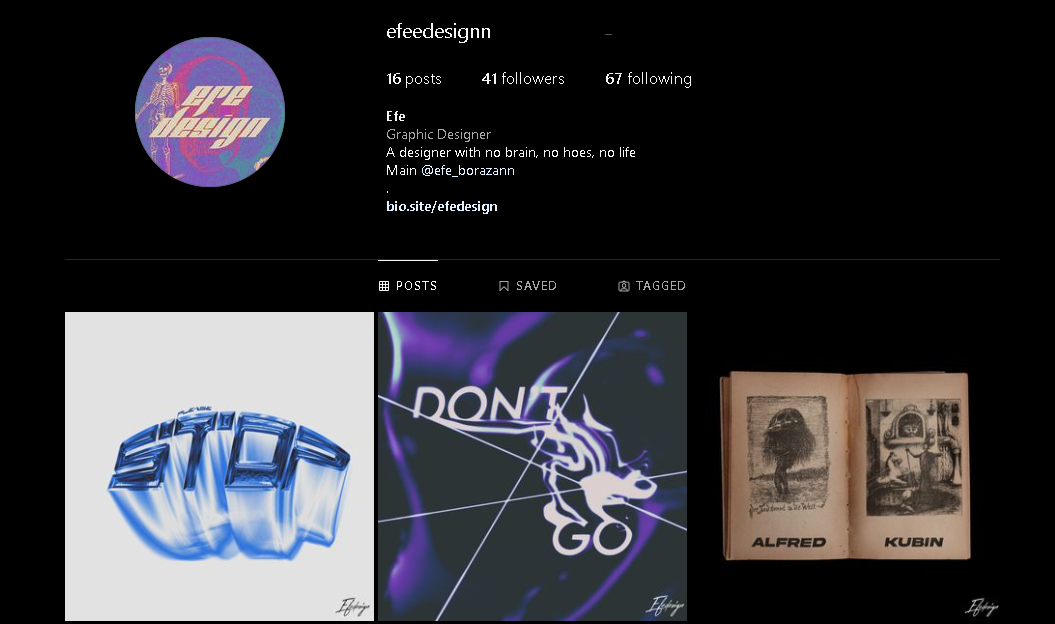 efeedesignn
16 posts 41 followers 67 following
efe
design
Efe
Graphic Designer
A designer with no brain, no hoes, no life
Main @efe_borazann
.
bio.site/efedesign
POSTS SAVED TAGGED
STOP
DON'T
GO
ALFRED KUBIN
Efedesign
Efedesign
Efedesign